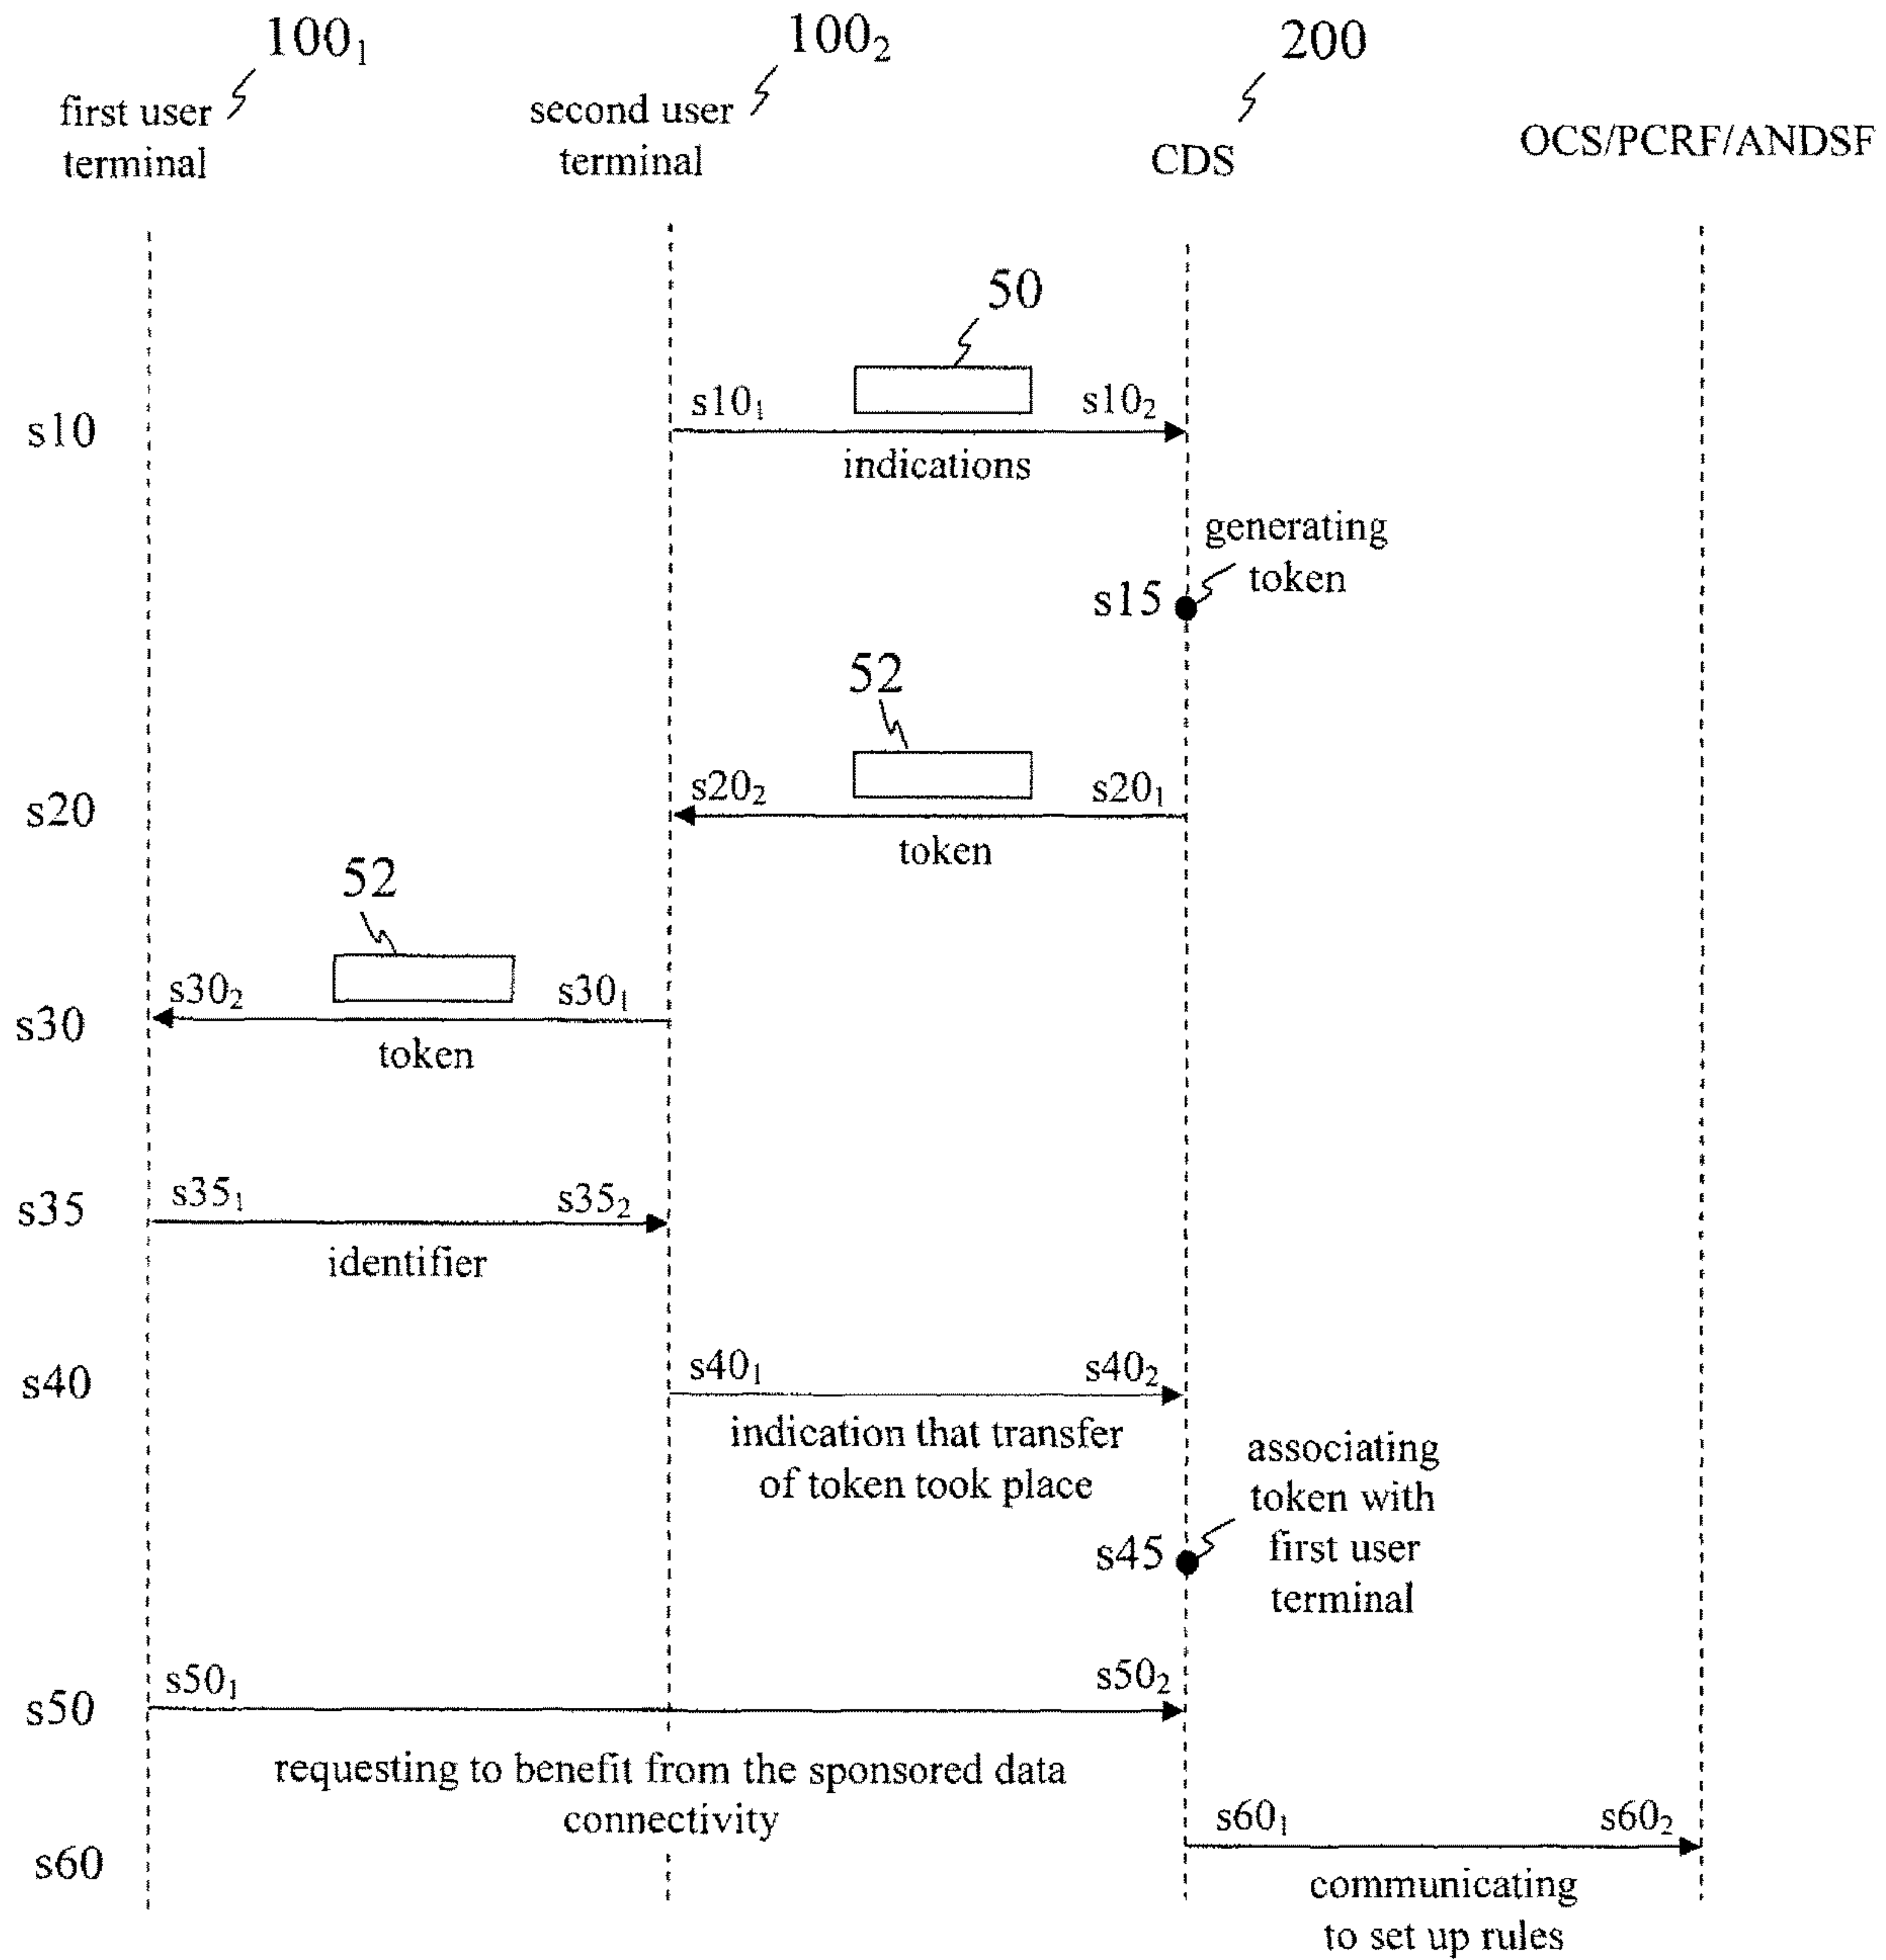 100₁
100₂
200
first user
terminal
second user
terminal
CDS
OCS/PCRF/ANDSF
50
s10
s10₁
s10₂
indications
generating
token
s15
52
s20
s20₂
s20₁
token
52
s30
s30₂
s30₁
token
s35
s35₁
s35₂
identifier
s40
s40₁
s40₂
indication that transfer
of token took place
associating
token with
first user
terminal
s45
s50
s50₁
s50₂
requesting to benefit from the sponsored data
connectivity
s60
s60₁
s60₂
communicating
to set up rules